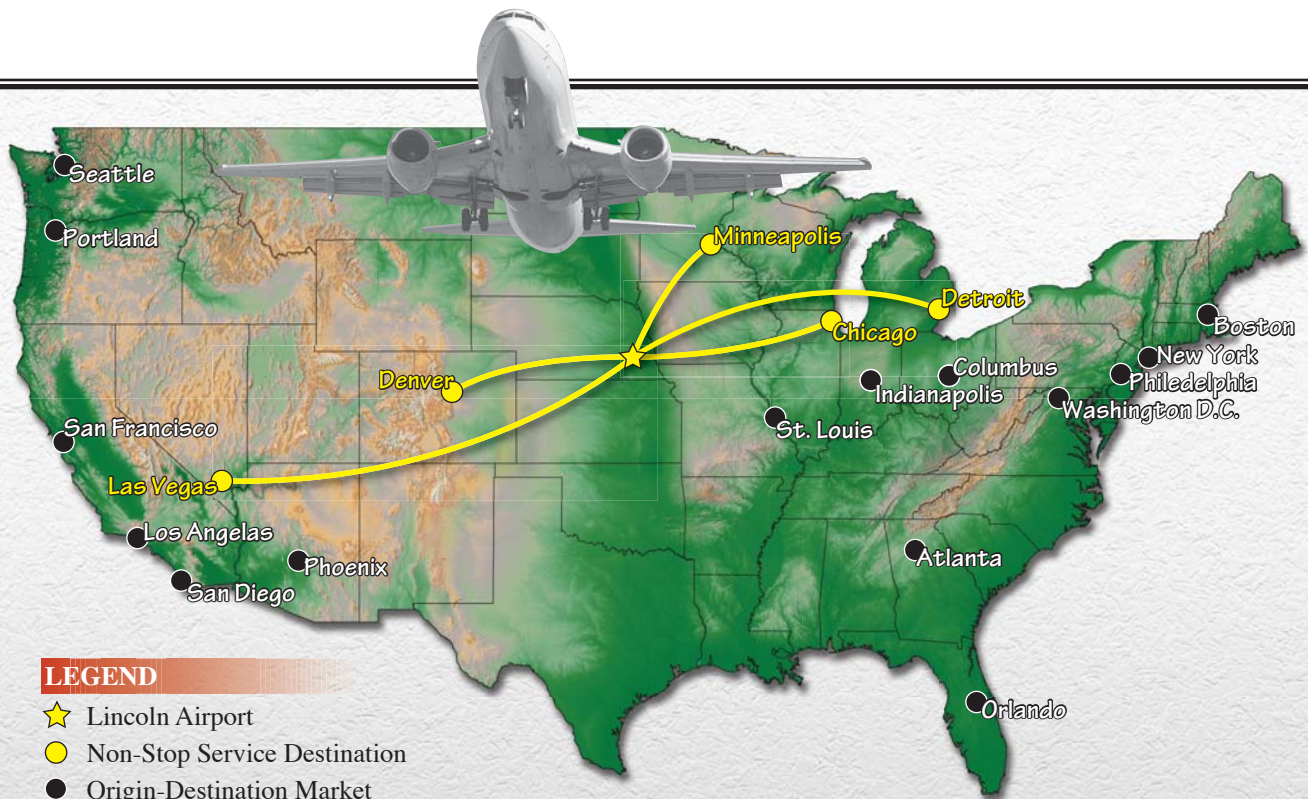 Seattle
Portland
Minneapolis
Detroit
Boston
Chicago
New York
Columbus
Denver
Philedelphia
Indianapolis
Washington D.C.
San Francisco
St. Louis
Las Vegas
Los Angelas
Atlanta
Phoenix
San Diego
Orlando
LEGEND
Lincoln Airport
Non-Stop Service Destination
Origin-Destination Market